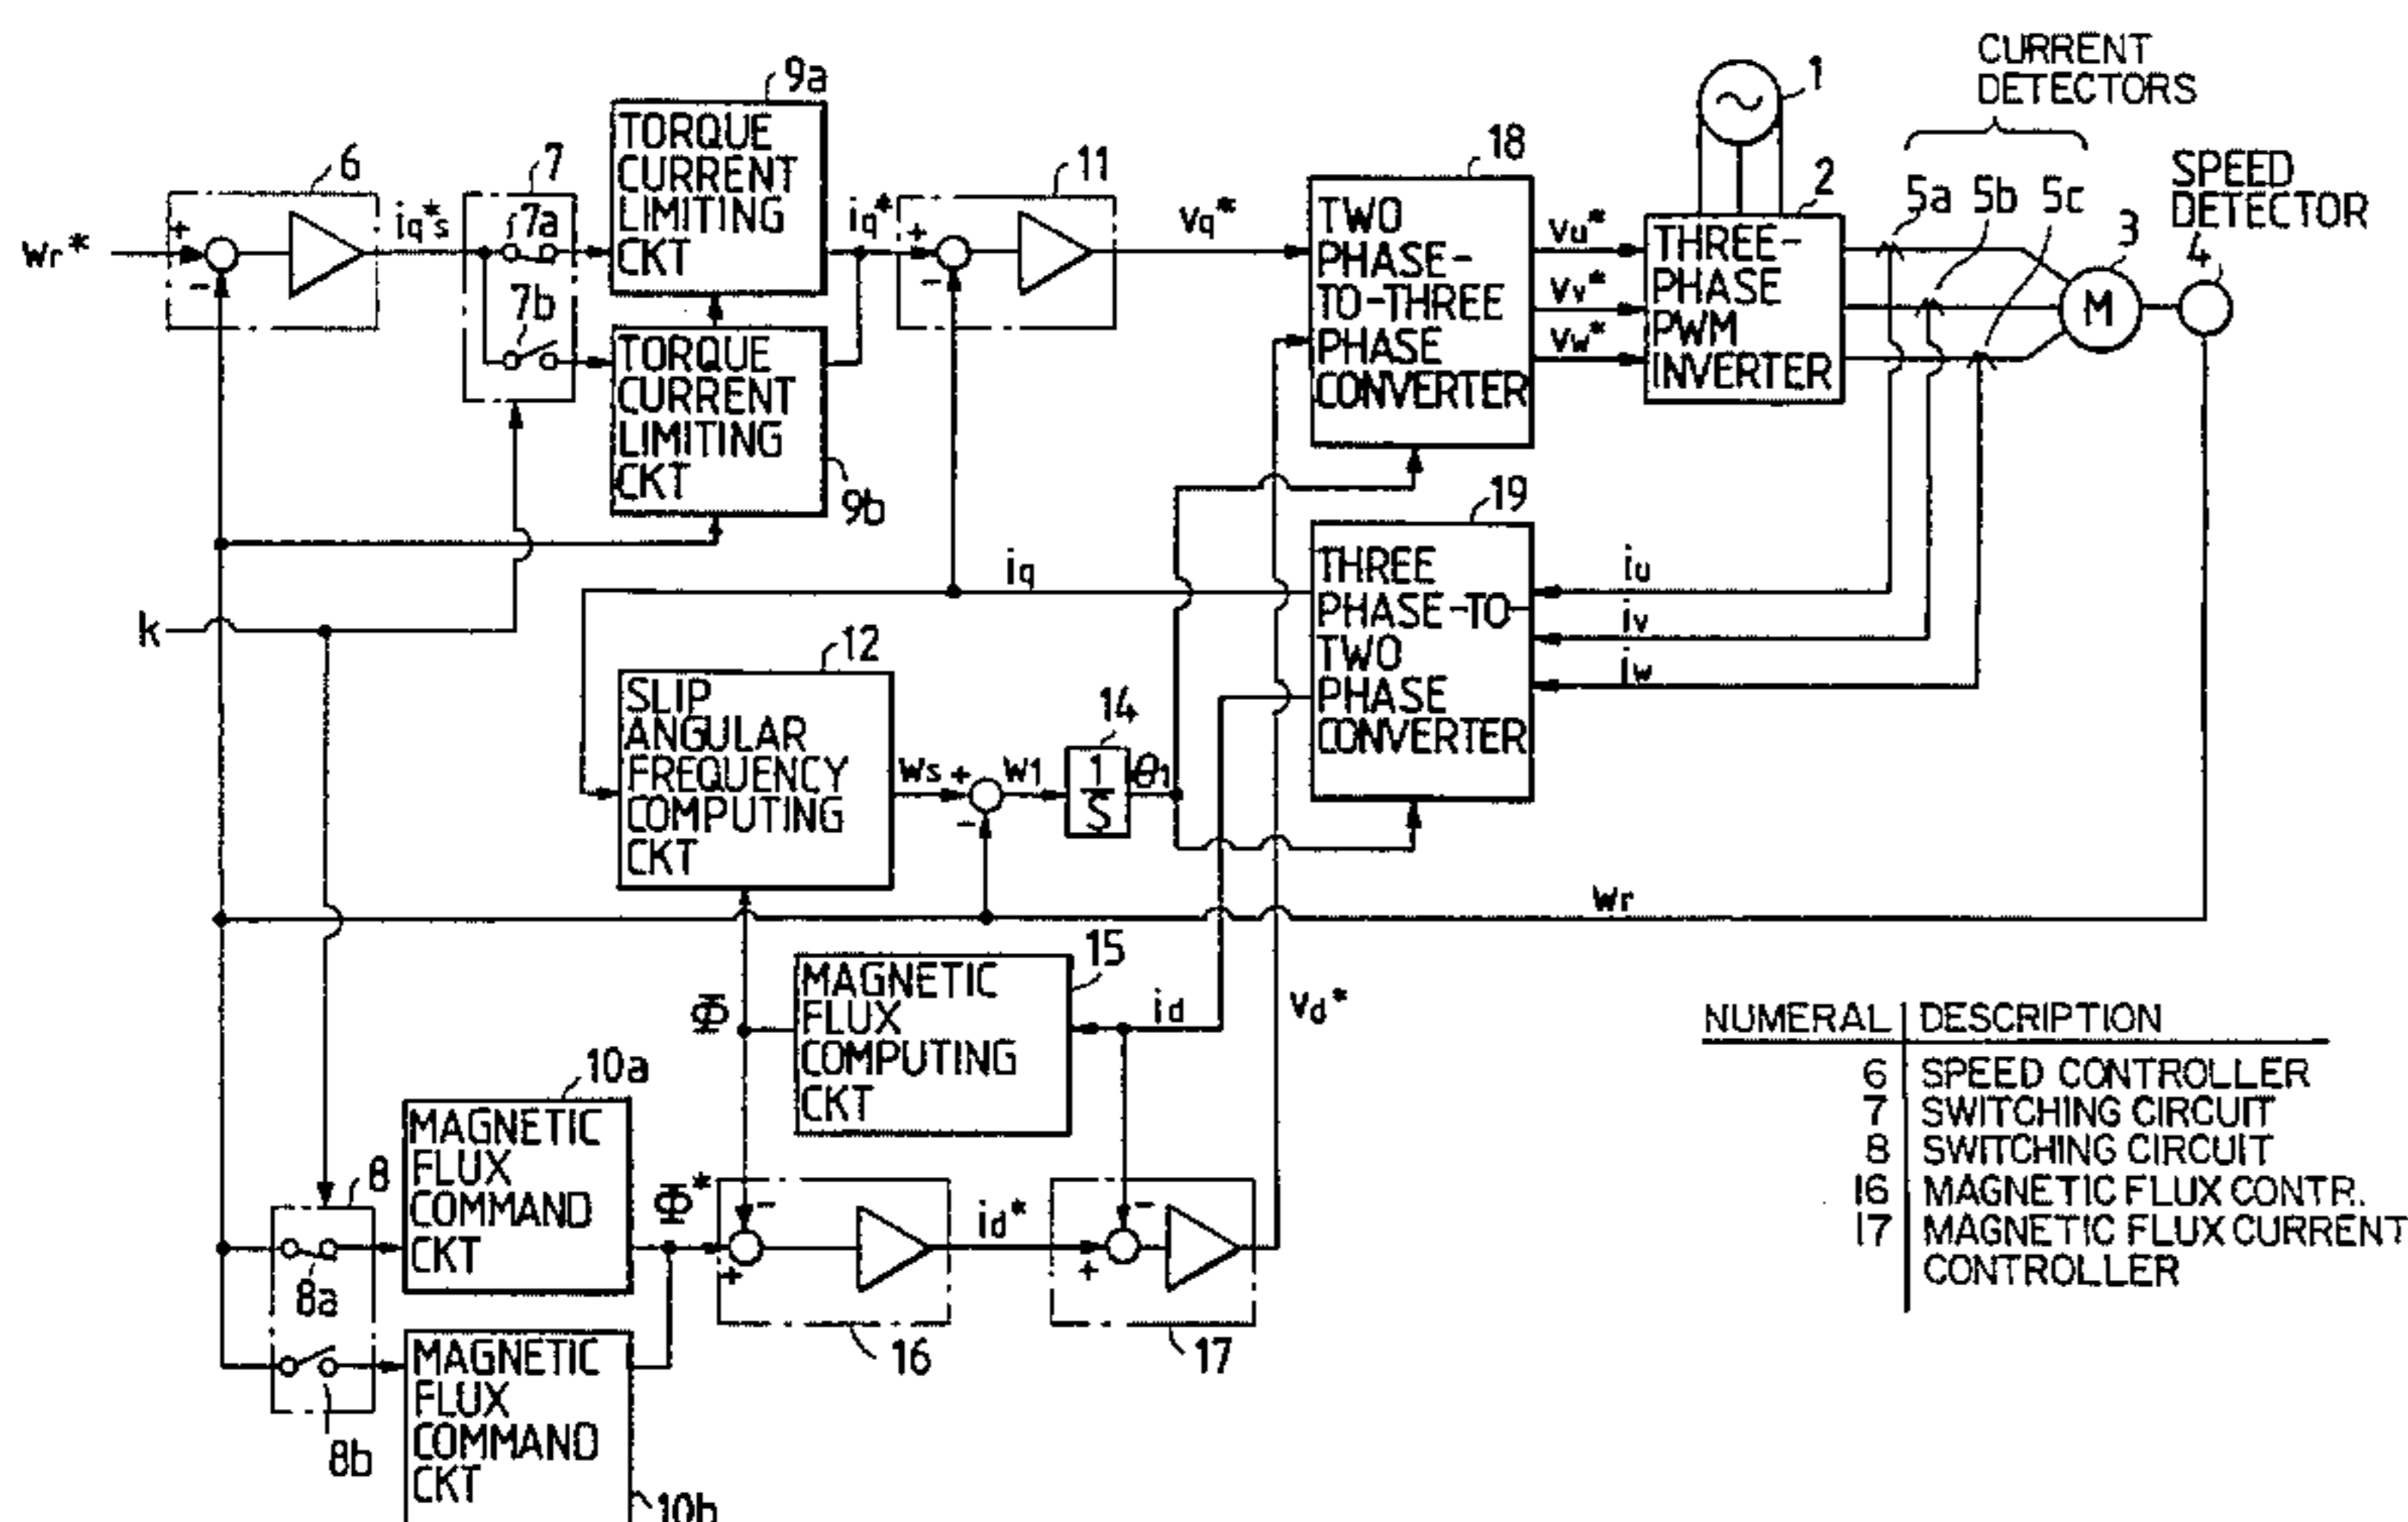 CURRENT
DETECTORS
1
9a
TORQUE
CURRENT
LIMITING
CKT
6
7
11
18
2
5a 5b 5c
SPEED
DETECTOR
wr*
+
-
iq*s
7a
7b
iq*
+
-
vq*
TWO
PHASE-
TO-THREE
PHASE
CONVERTER
vu*
vv*
vw*
THREE-
PHASE
PWM
INVERTER
3
M
4
TORQUE
CURRENT
LIMITING
CKT
9b
19
k
iq
THREE
PHASE-TO-
TWO
PHASE
CONVERTER
iu
iv
iw
12
SLIP
ANGULAR
FREQUENCY
COMPUTING
CKT
ws
+
-
w1
14
1
S
θ1
wr
15
MAGNETIC
FLUX
COMPUTING
CKT
Φ
id
vd*
10a
MAGNETIC
FLUX
COMMAND
CKT
8
8a
8b
Φ*
-
+
id*
-
+
16
17
MAGNETIC
FLUX
COMMAND
CKT
10b
NUMERAL DESCRIPTION
6 SPEED CONTROLLER
7 SWITCHING CIRCUIT
8 SWITCHING CIRCUIT
16 MAGNETIC FLUX CONTR.
17 MAGNETIC FLUX CURRENT
CONTROLLER